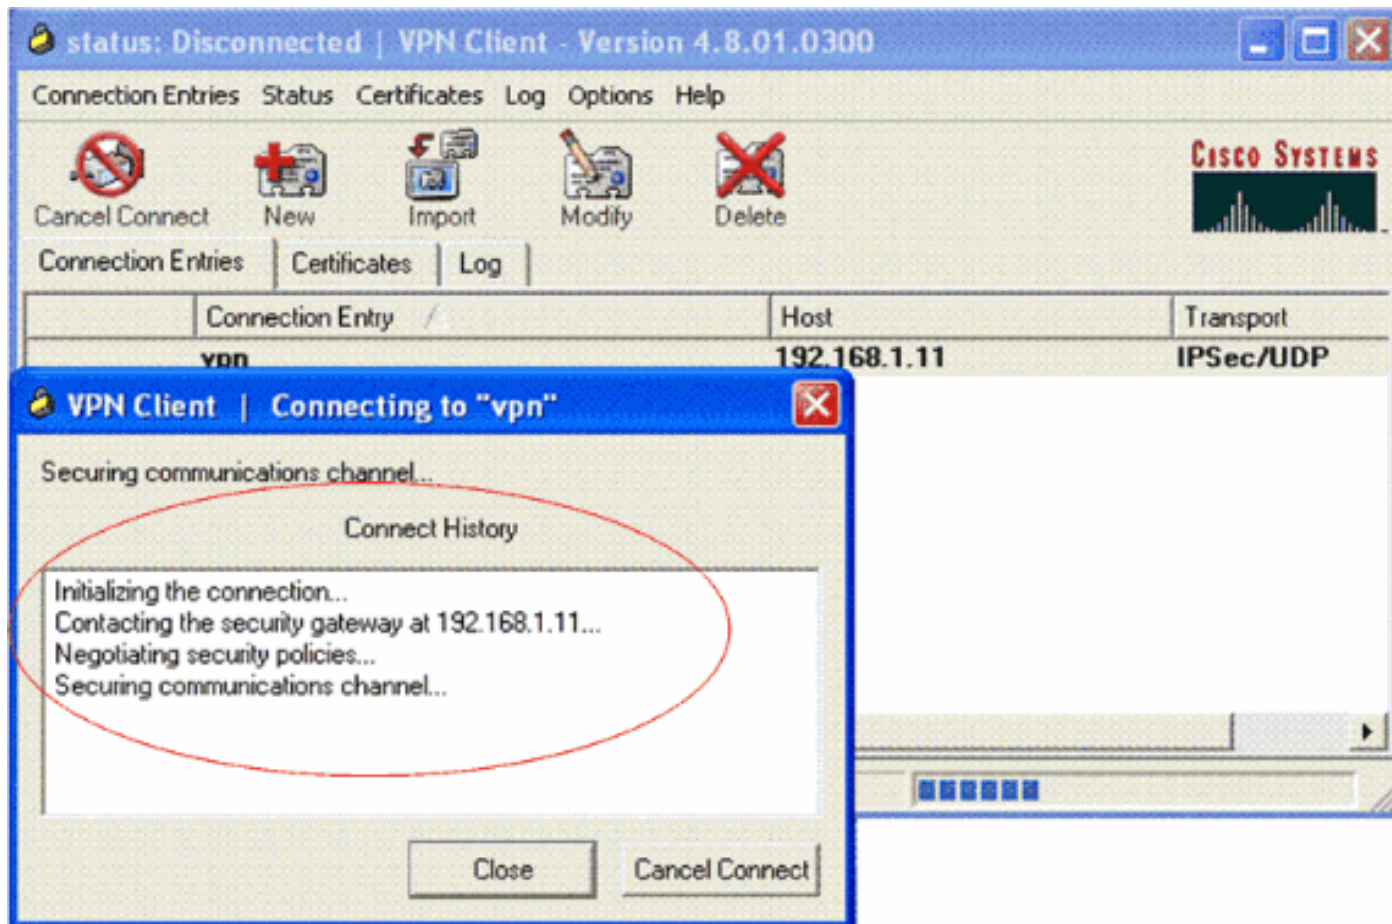 status: Disconnected | VPN Client - Version 4.8.01.0300
Connection Entries Status Certificates Log Options Help
Cancel Connect New Import Modify Delete
CISCO SYSTEMS
Connection Entries Certificates Log
Connection Entry Host Transport
vpn 192.168.1.11 IPSec/UDP
VPN Client | Connecting to "vpn"
Securing communications channel...
Connect History
Initializing the connection...
Contacting the security gateway at 192.168.1.11...
Negotiating security policies...
Securing communications channel...
Close Cancel Connect